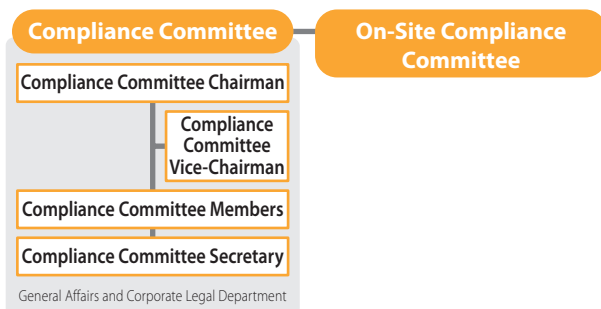 Compliance Committee
On-Site Compliance
Committee
Compliance Committee Chairman
Compliance
Committee
Vice-Chairman
Compliance Committee Members
Compliance Committee Secretary
General Affairs and Corporate Legal Department